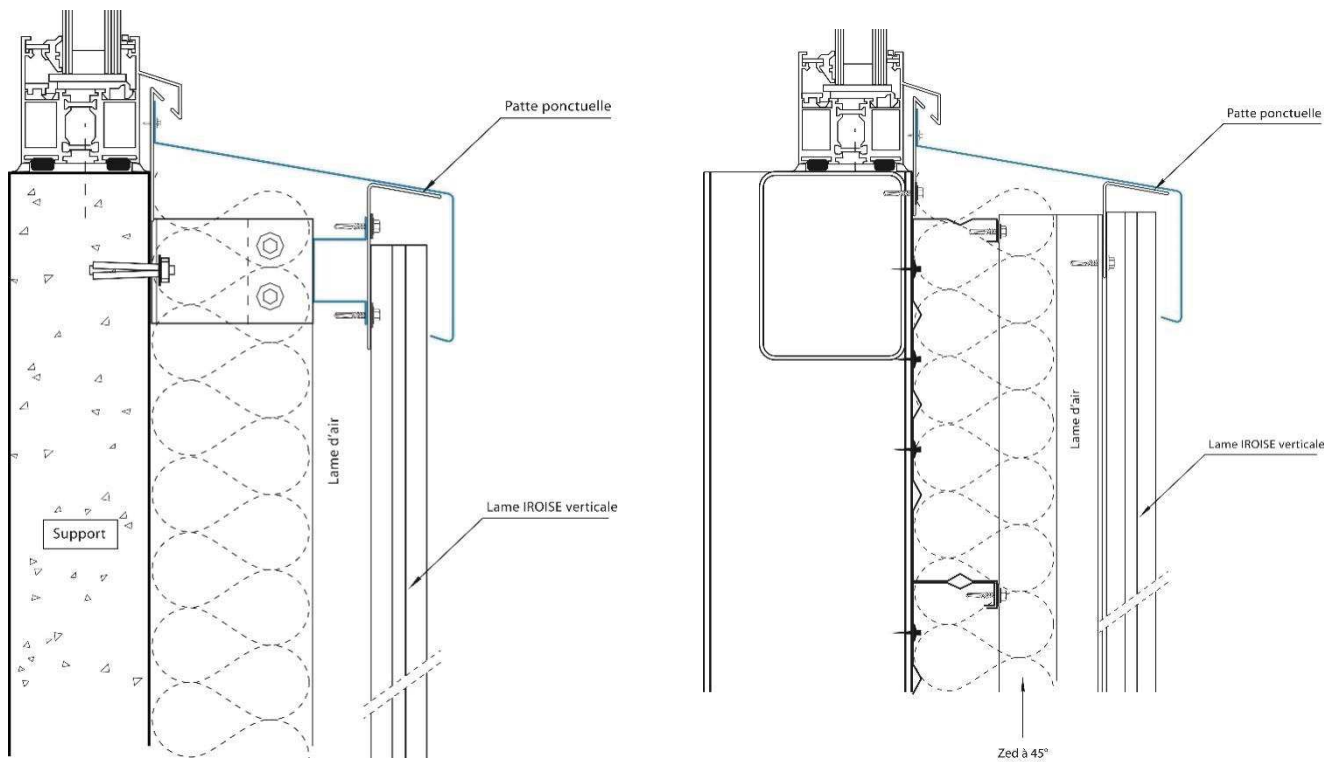 Patte ponctuelle
Lame d'air
Lame IROISE verticale
Support
Patte ponctuelle
Lame d'air
Lame IROISE verticale
Zed à 45°